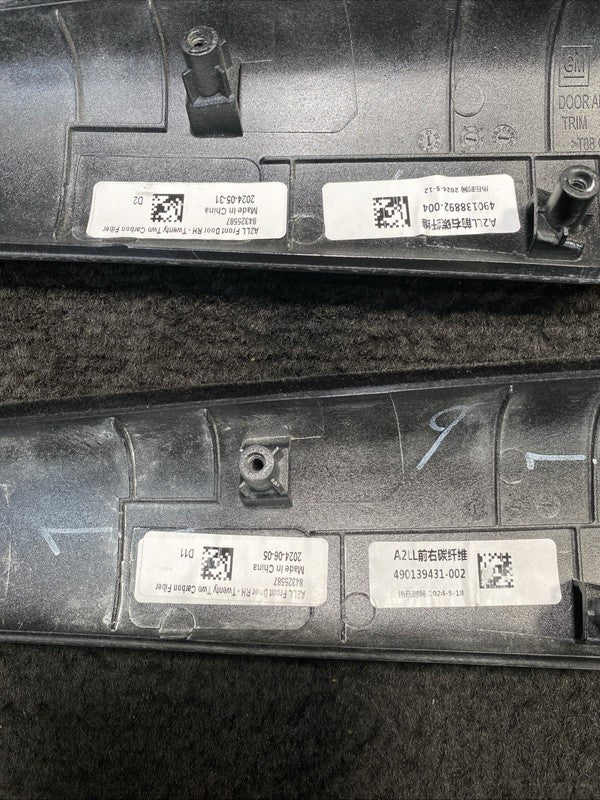 GM
TRIM
A2LL Front Door RH - Twenty Two Carbon Fiber
84325587
Made in China
2024-05-31
D2
A2LL前右碳纤维
490138892-004
2024-5-12
A2LL Front Door RH - Twenty Two Carbon Fiber
84325587
Made in China
2024-06-05
D11
A2LL前右碳纤维
490139431-002
2024-5-18